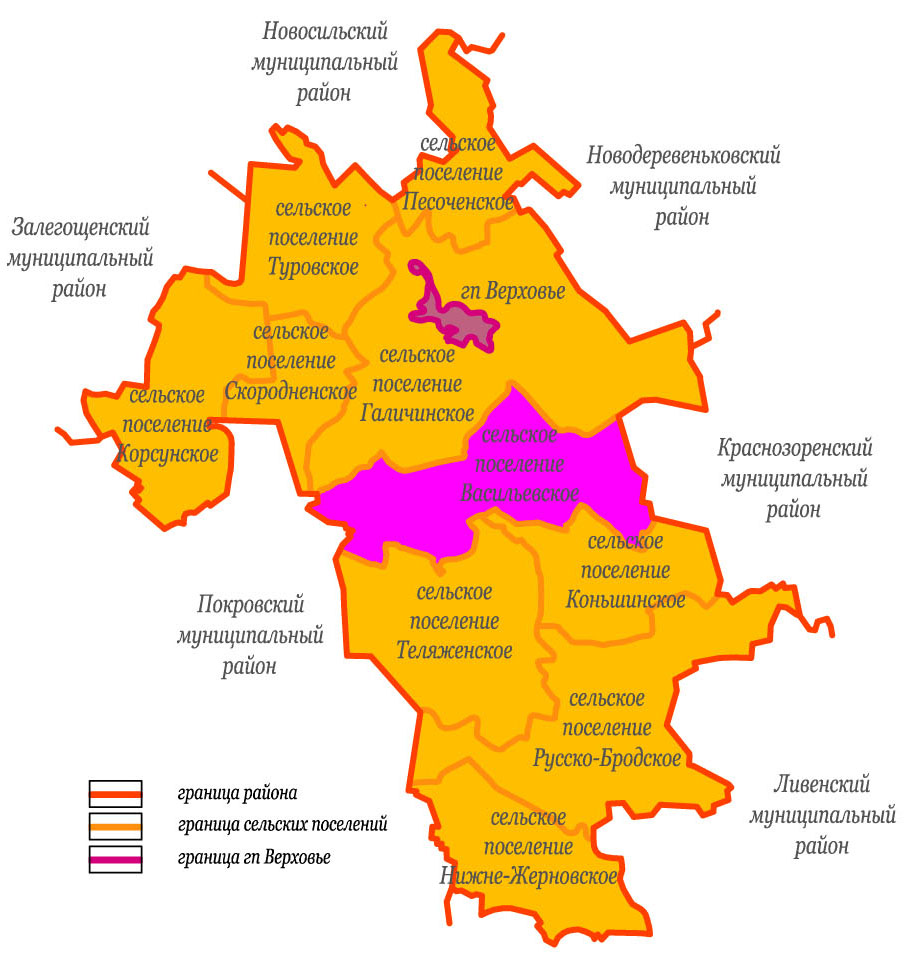 Новосильский
муниципальный
район
Новодеревеньковский
муниципальный
район
Залегощенский
муниципальный
район
сельское
поселение
Песоченское
сельское
поселение
Туровское
гп Верховье
сельское
поселение
Скородненское
сельское
поселение
Галичинское
сельское
поселение
Корсунское
сельское
поселение
Васильевское
Краснозоренский
муниципальный
район
сельское
поселение
Коньшинское
Покровский
муниципальный
район
сельское
поселение
Теляженское
сельское
поселение
Русско-Бродское
Ливенский
муниципальный
район
сельское
поселение
Нижне-Жерновское
граница района
граница сельских поселений
граница гп Верховье